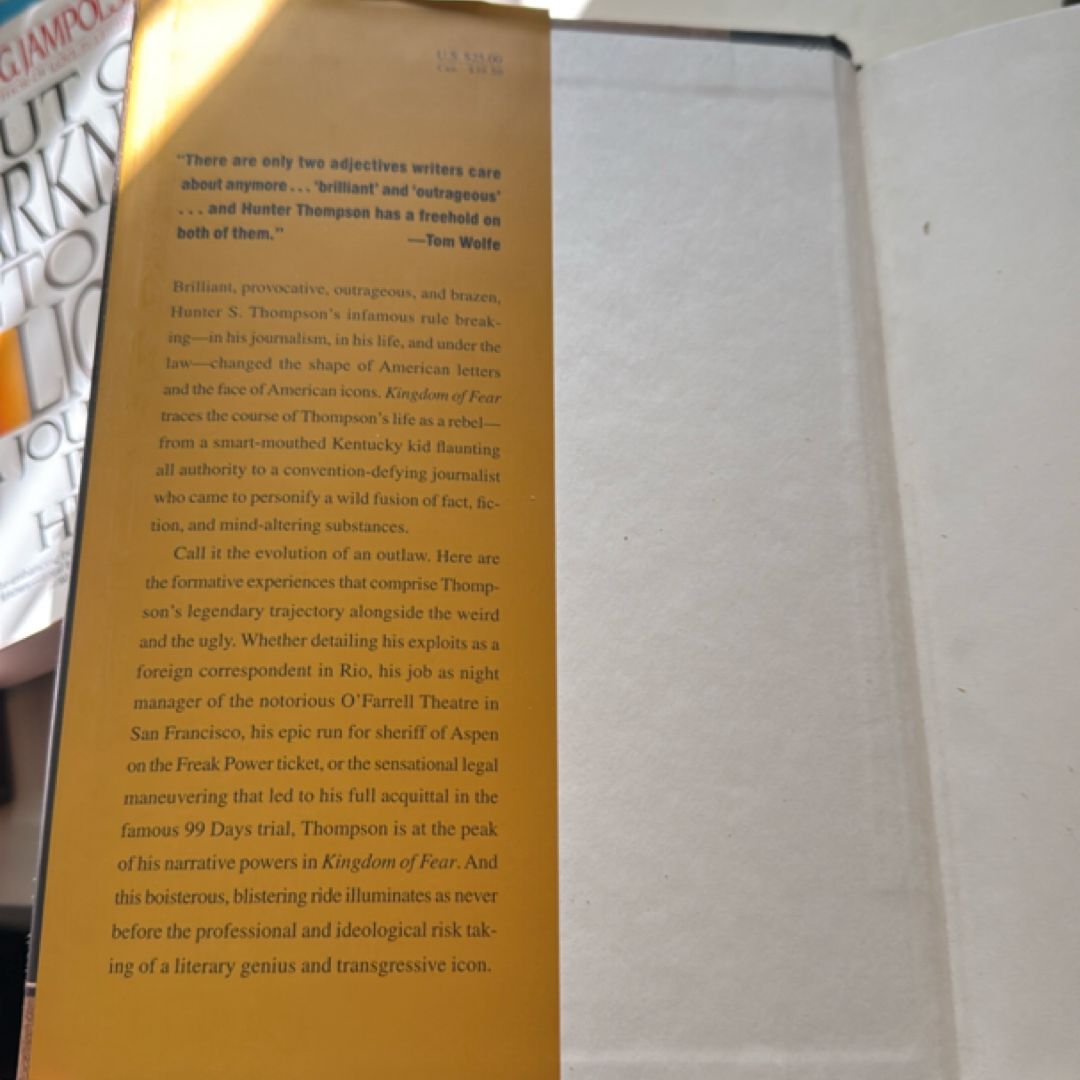 G. JAMPOLS
UT O
RKN
TO
LIG
JOU
H
U.S. $25.00
"There are only two adjectives writers care
about anymore . . . 'brilliant' and 'outrageous'
. . . and Hunter Thompson has a freehold on
both of them." —Tom Wolfe
Brilliant, provocative, outrageous, and brazen,
Hunter S. Thompson's infamous rule break-
ing—in his journalism, in his life, and under the
law—changed the shape of American letters
and the face of American icons. Kingdom of Fear
traces the course of Thompson's life as a rebel—
from a smart-mouthed Kentucky kid flaunting
all authority to a convention-defying journalist
who came to personify a wild fusion of fact, fic-
tion, and mind-altering substances.
Call it the evolution of an outlaw. Here are
the formative experiences that comprise Thomp-
son's legendary trajectory alongside the weird
and the ugly. Whether detailing his exploits as a
foreign correspondent in Rio, his job as night
manager of the notorious O'Farrell Theatre in
San Francisco, his epic run for sheriff of Aspen
on the Freak Power ticket, or the sensational legal
maneuvering that led to his full acquittal in the
famous 99 Days trial, Thompson is at the peak
of his narrative powers in Kingdom of Fear. And
this boisterous, blistering ride illuminates as never
before the professional and ideological risk tak-
ing of a literary genius and transgressive icon.